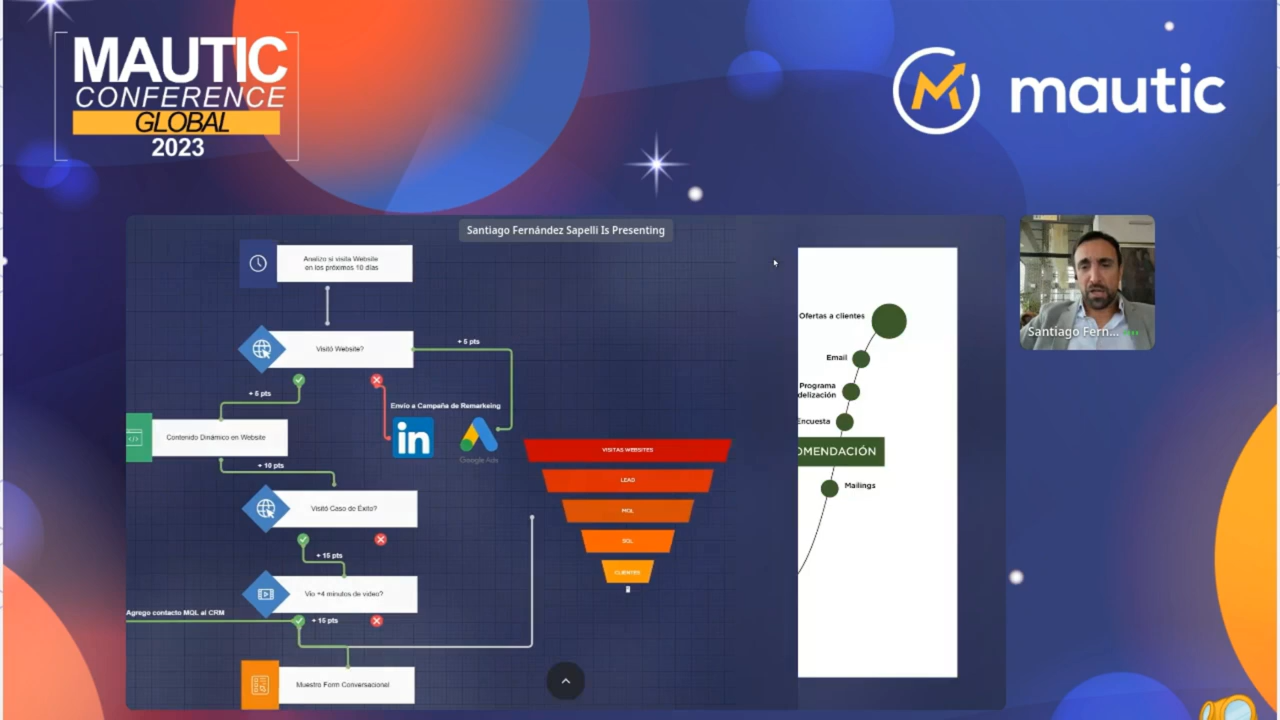 MAUTIC
CONFERENCE
GLOBAL
2023
mautic
Santiago Fernández Sapelli Is Presenting
Analizo si visita Website
en los próximos 10 días
Visitó Website?
+ 5 pts
+ 5 pts
Envío a Campaña de Remarkeing
in
Google Ads
Contenido Dinámico en Website
+ 10 pts
Visitó Caso de Éxito?
+ 15 pts
Vio +4 minutos de video?
Agrego contacto MQL al CRM
+ 15 pts
Muestro Form Conversacional
VISITAS WEBSITES
LEAD
MQL
SQL
CLIENTES
Ofertas a clientes
Email
Programa
delización
Encuesta
OMENDACIÓN
Mailings
Santiago Fern...